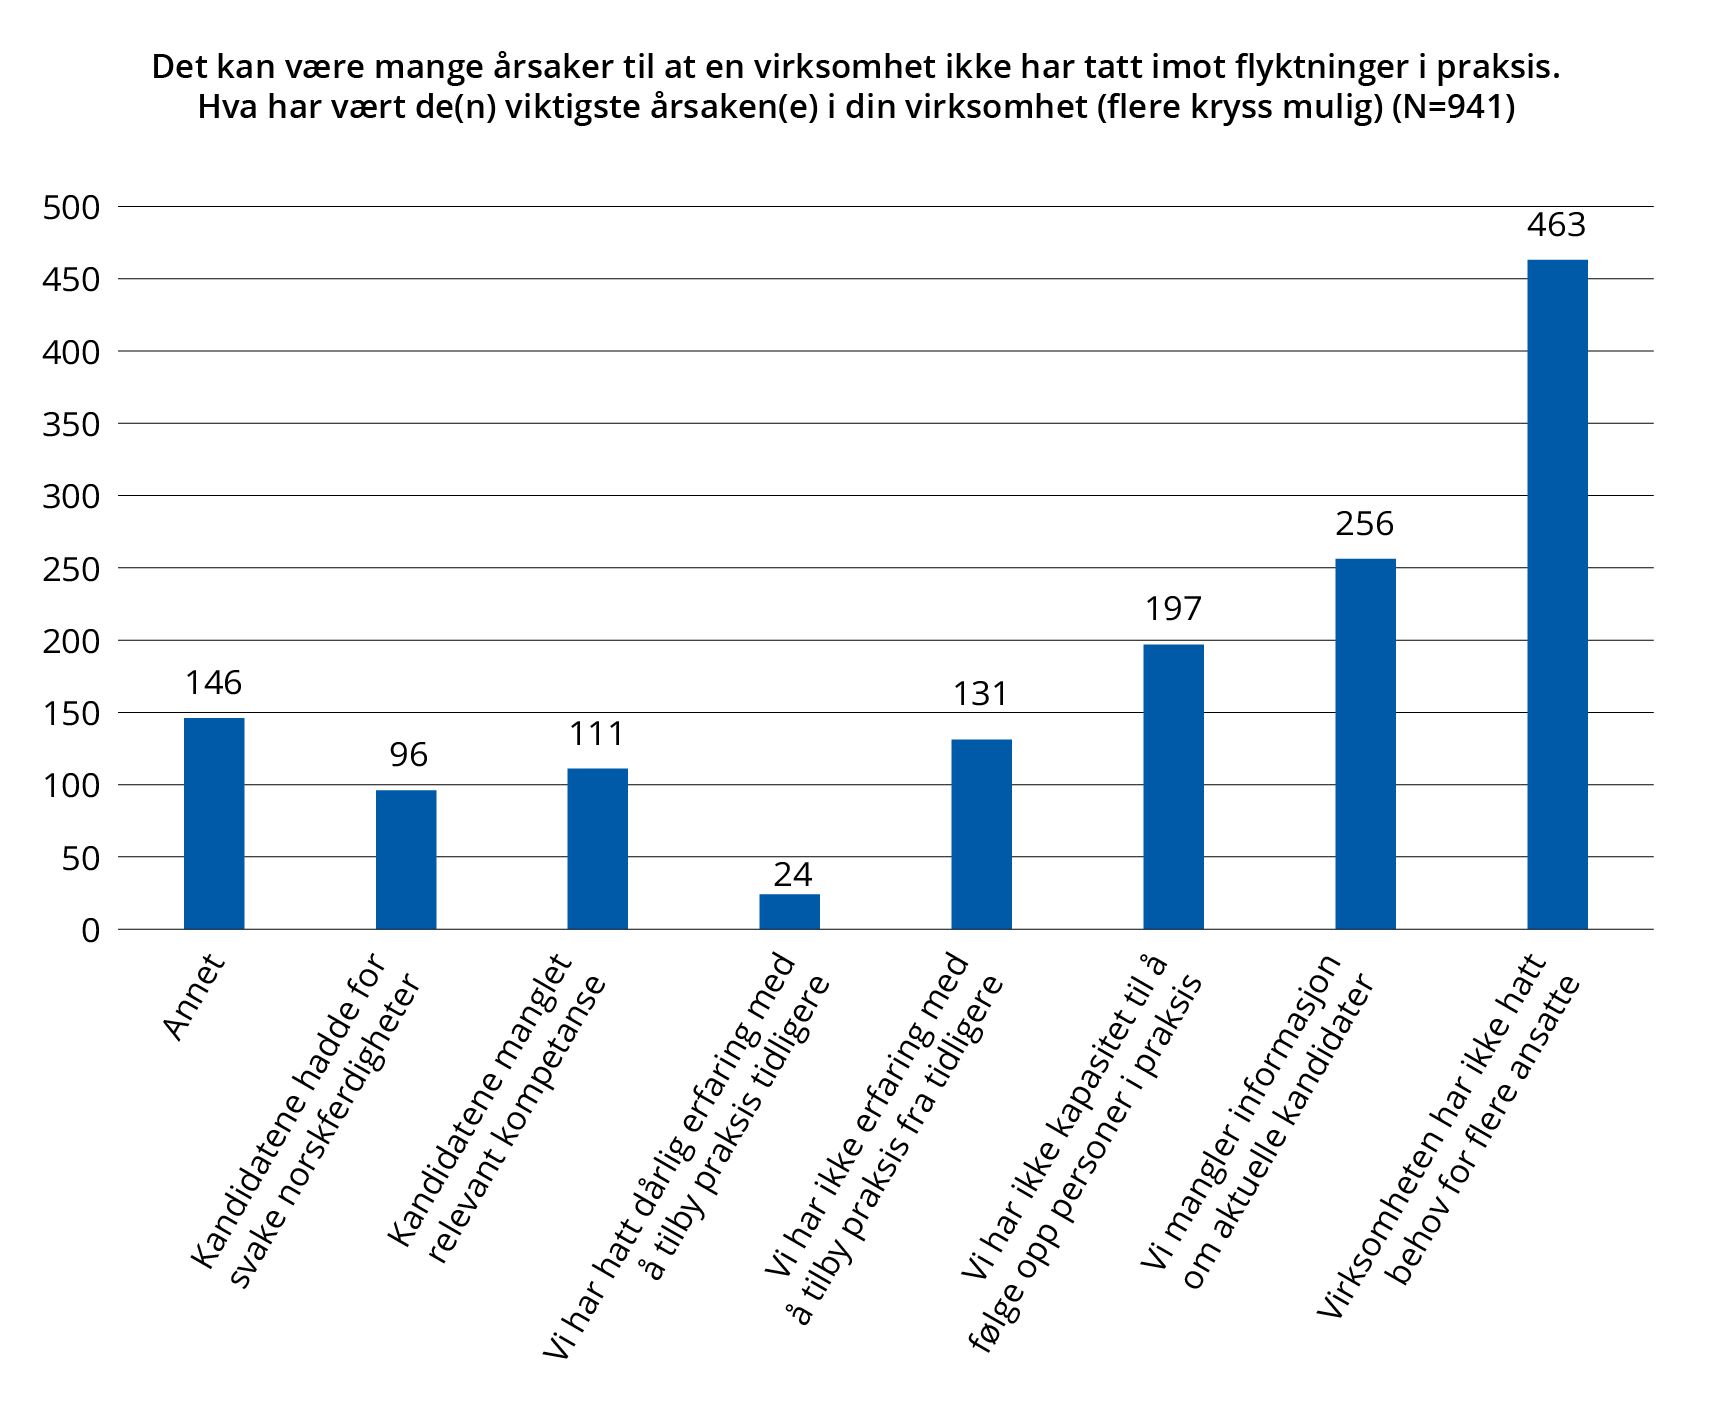 Det kan være mange årsaker til at en virksomhet ikke har tatt imot flyktninger i praksis.
Hva har vært de(n) viktigste årsaken(e) i din virksomhet (flere kryss mulig) (N=941)
500
450
400
350
300
250
200
150
100
50
0
146
96
111
24
131
197
256
463
Annet
Kandidatene hadde for
svake norskferdigheter
Kandidatene manglet
relevant kompetanse
Vi har hatt dårlig erfaring med
å tilby praksis tidligere
Vi har ikke erfaring med
å tilby praksis fra tidligere
Vi har ikke kapasitet til å
følge opp personer i praksis
Vi mangler informasjon
om aktuelle kandidater
Virksomheten har ikke hatt
behov for flere ansatte